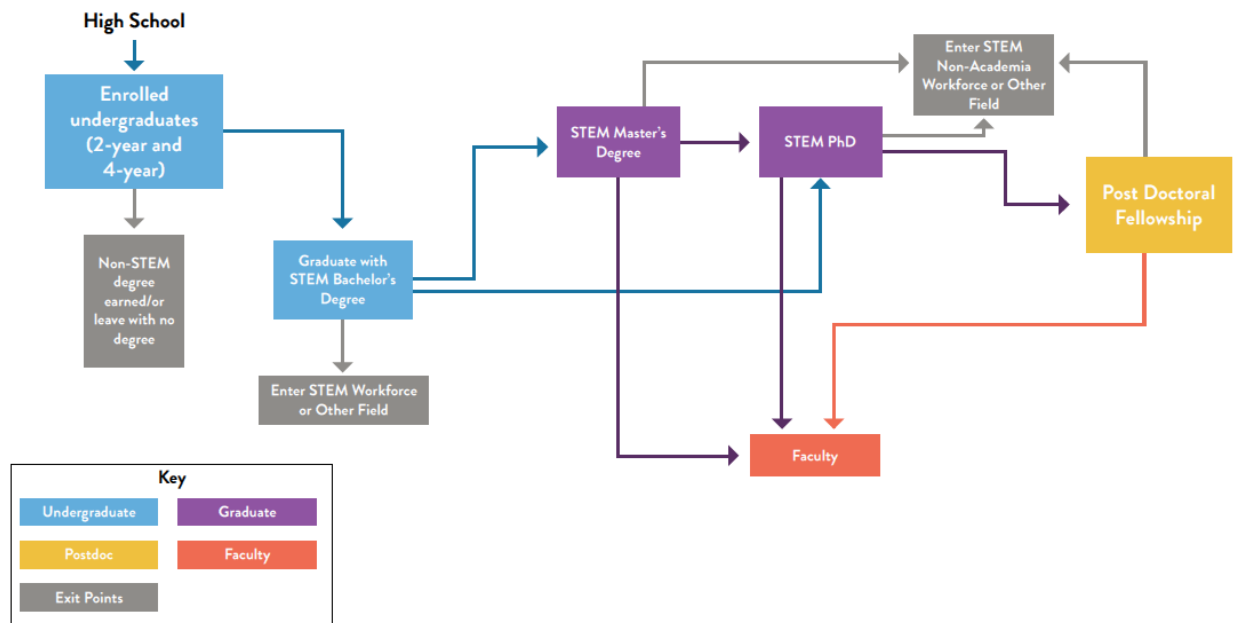 High School
Enrolled
undergraduates
(2-year and
4-year)
Non-STEM
degree
earned/or
leave with no
degree
Graduate with
STEM Bachelor's
Degree
Enter STEM Workforce
or Other Field
STEM Master's
Degree
STEM PhD
Enter STEM
Non-Academia
Workforce or Other
Field
Post Doctoral
Fellowship
Faculty
Key
Undergraduate
Graduate
Postdoc
Faculty
Exit Points